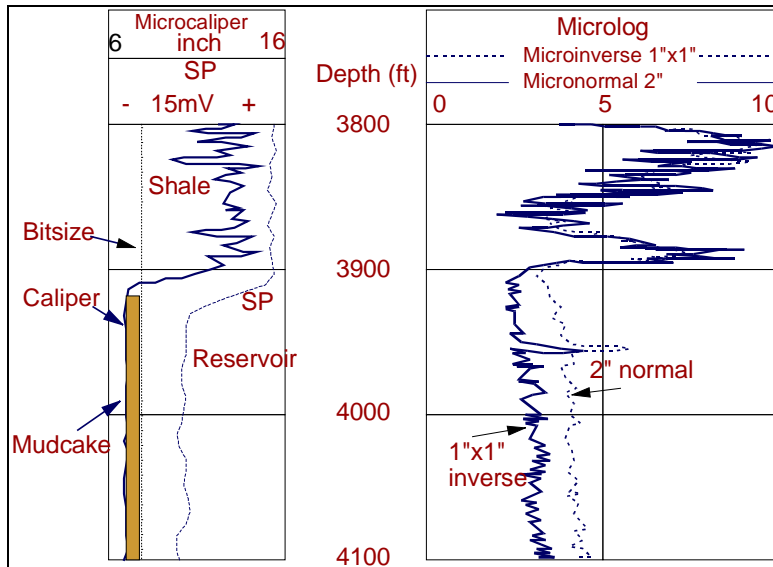 Microcaliper
6 inch 16
SP
- 15mV +
Shale
Bitsize
Caliper
SP
Reservoir
Mudcake
Depth (ft)
3800
3900
4000
4100
Microlog
Microinverse 1"x1"
Micronormal 2"
0 5 10
2" normal
1"x1"
inverse